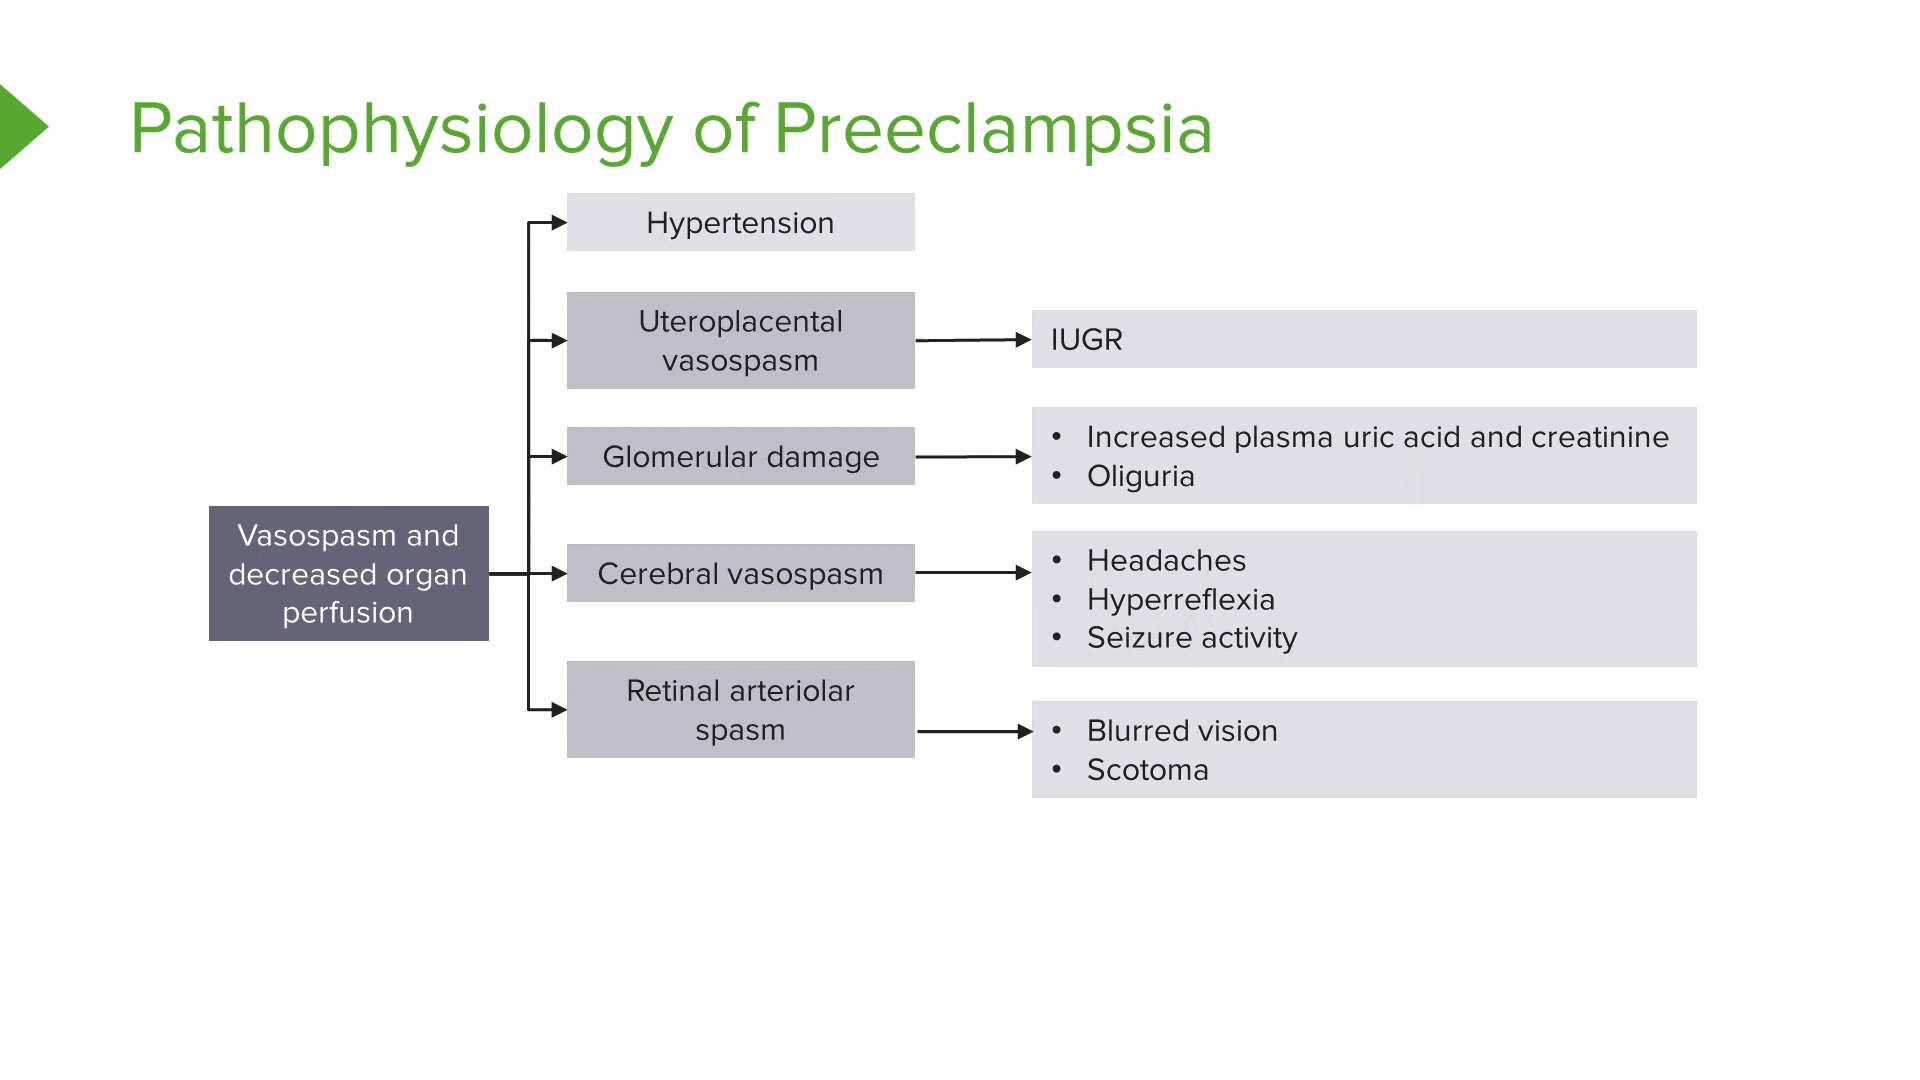 Pathophysiology of Preeclampsia
Hypertension
Uteroplacental
vasospasm
IUGR
Glomerular damage
• Increased plasma uric acid and creatinine
• Oliguria
Vasospasm and
decreased organ
perfusion
Cerebral vasospasm
• Headaches
• Hyperreflexia
• Seizure activity
Retinal arteriolar
spasm
• Blurred vision
• Scotoma